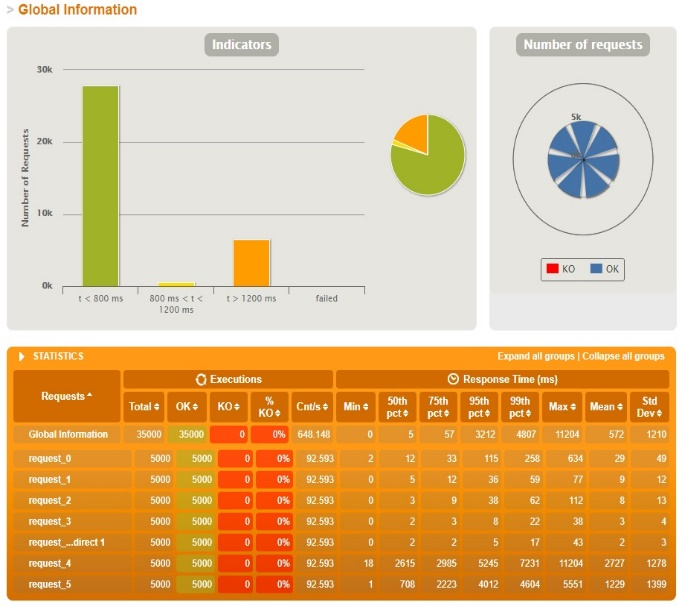 > Global Information
Indicators
30k
20k
10k
0k
Number of Requests
t < 800 ms
800 ms < t <
1200 ms
t > 1200 ms
failed
Number of requests
5k
KO
OK
STATISTICS
Expand all groups | Collapse all groups
Requests
Executions
Response Time (ms)
Total OK KO % KO Cnt/s Min 50th pct 75th pct 95th pct 99th pct Max Mean Std Dev
Global Information 35000 35000 0 0% 648.148 0 5 57 3212 4807 11204 572 1210
request_0 5000 5000 0 0% 92.593 2 12 33 115 258 634 29 49
request_1 5000 5000 0 0% 92.593 0 5 12 36 59 77 9 12
request_2 5000 5000 0 0% 92.593 0 3 9 38 62 112 8 13
request_3 5000 5000 0 0% 92.593 0 2 3 8 22 38 3 4
request_...direct 1 5000 5000 0 0% 92.593 0 2 2 5 17 43 2 3
request_4 5000 5000 0 0% 92.593 18 2615 2985 5245 7231 11204 2727 1278
request_5 5000 5000 0 0% 92.593 1 708 2223 4012 4604 5551 1229 1399